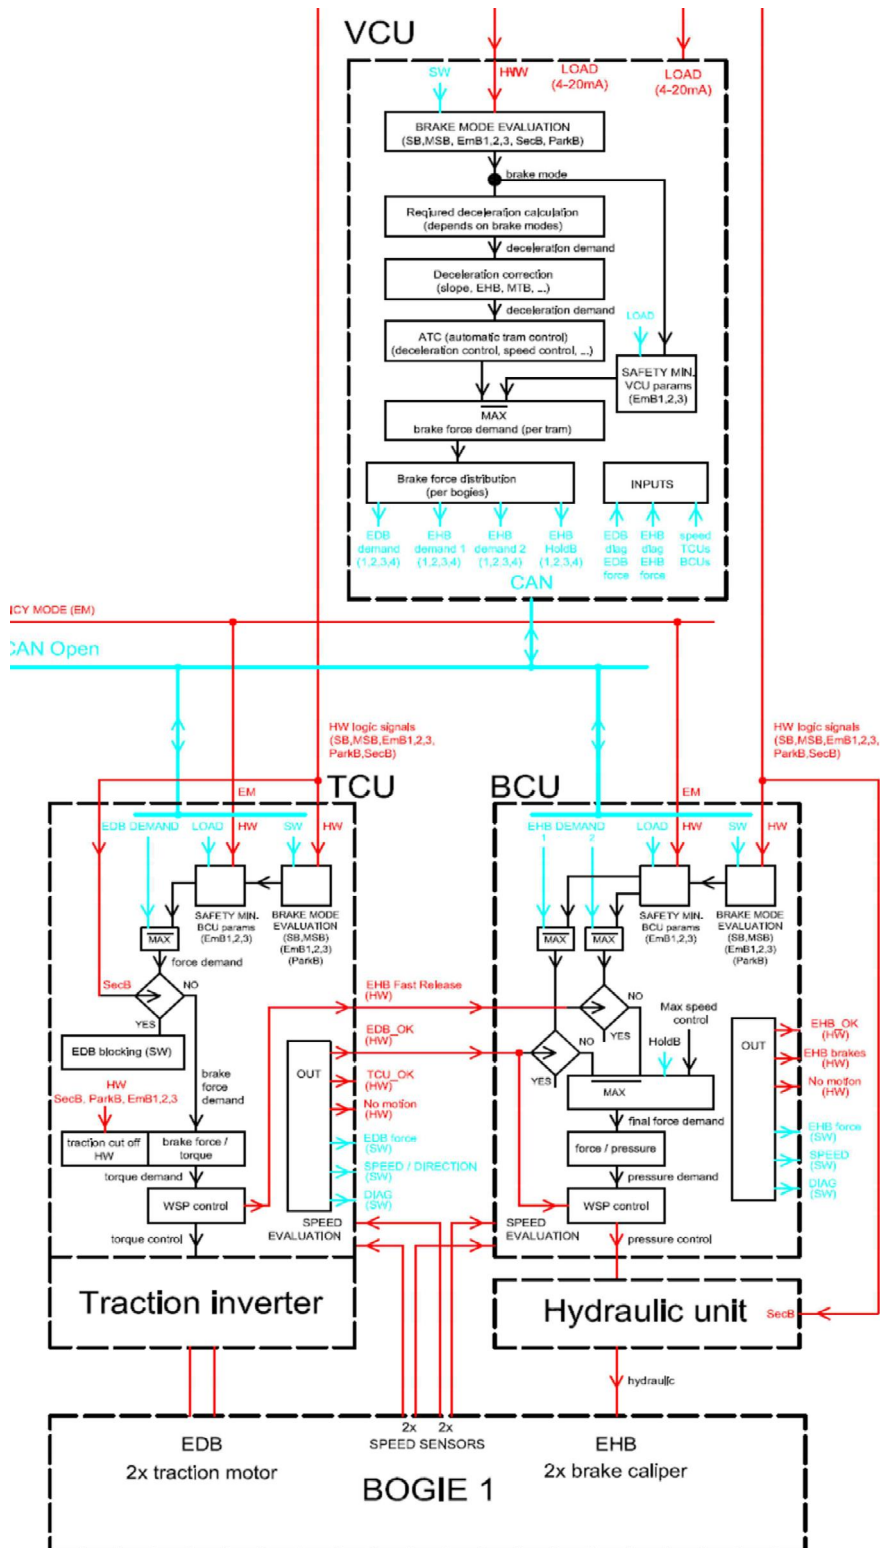 VCU
SW
HW
LOAD
(4-20mA)
LOAD
(4-20mA)
BRAKE MODE EVALUATION
(SB,MSB, EmB1,2,3, SecB, ParkB)
brake mode
Reqiured deceleration calculation
(depends on brake modes)
deceleration demand
Deceleration correction
(slope, EHB, MTB, ...)
deceleration demand
LOAD
ATC (automatic tram control)
(deceleration control, speed control, ...)
SAFETY MIN.
VCU params
(EmB1,2,3)
MAX
brake force demand (per tram)
Brake force distribution
(per bogies)
INPUTS
EDB
demand
(1,2,3,4)
EHB
demand 1
(1,2,3,4)
EHB
demand 2
(1,2,3,4)
EHB
HoldB
(1,2,3,4)
EDB
diag
EDB
force
EHB
diag
EHB
force
speed
TCUs
BCUs
CAN
NCY MODE (EM)
CAN Open
HW logic signals
(SB,MSB,EmB1,2,3,
ParkB,SecB)
HW logic signals
(SB,MSB,EmB1,2,3,
ParkB,SecB)
TCU
BCU
EM
EM
EDB DEMAND
LOAD
HW
SW
HW
EHB DEMAND
1
2
LOAD
HW
SW
HW
SAFETY MIN.
BCU params
(EmB1,2,3)
BRAKE MODE
EVALUATION
(SB,MSB)
(EmB1,2,3)
(ParkB)
MAX
force demand
SecB
NO
YES
EDB blocking (SW)
HW
SecB, ParkB, EmB1,2,3
brake
force
demand
traction cut off
HW
brake force /
torque
torque demand
WSP control
torque control
OUT
EHB Fast Release
(HW)
EDB_OK
(HW)
TCU_OK
(HW)
No motion
(HW)
EDB force
(SW)
SPEED / DIRECTION
(SW)
DIAG
(SW)
SPEED
EVALUATION
MAX
MAX
SAFETY MIN.
BCU params
(EmB1,2,3)
BRAKE MODE
EVALUATION
(SB,MSB)
(EmB1,2,3)
(ParkB)
NO
YES
Max speed
control
HoldB
NO
YES
MAX
final force demand
force / pressure
pressure demand
WSP control
SPEED
EVALUATION
pressure control
OUT
EHB_OK
(HW)
EHB brakes
(HW)
No motion
(HW)
EHB force
(SW)
SPEED
(SW)
DIAG
(SW)
Traction inverter
Hydraulic unit
SecB
hydraulic
2x
2x
SPEED SENSORS
EDB
2x traction motor
EHB
2x brake caliper
BOGIE 1